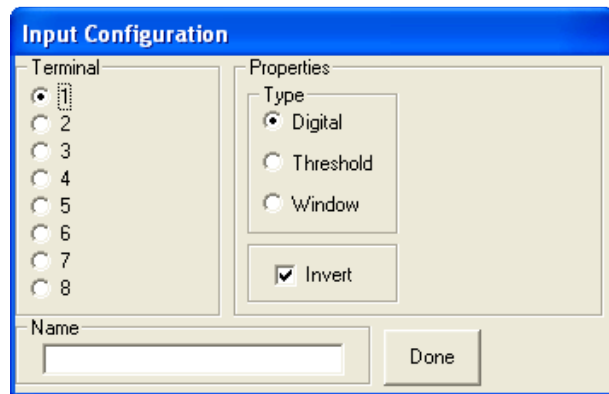 Input Configuration
Terminal
1
2
3
4
5
6
7
8
Properties
Type
Digital
Threshold
Window
Invert
Name
Done